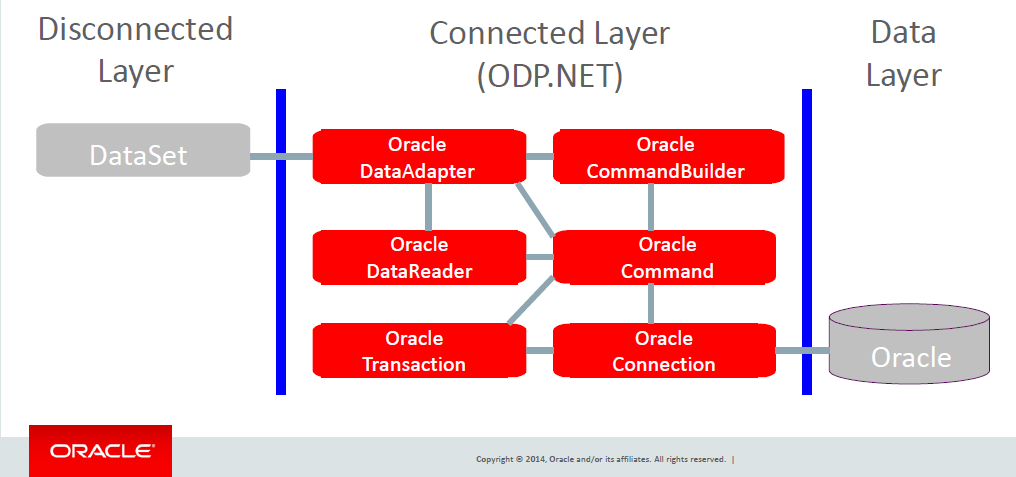 Disconnected
Layer
Connected Layer
(ODP.NET)
Data
Layer
DataSet
Oracle
DataAdapter
Oracle
CommandBuilder
Oracle
DataReader
Oracle
Command
Oracle
Transaction
Oracle
Connection
Oracle
ORACLE®
Copyright © 2014, Oracle and/or its affiliates. All rights reserved. |